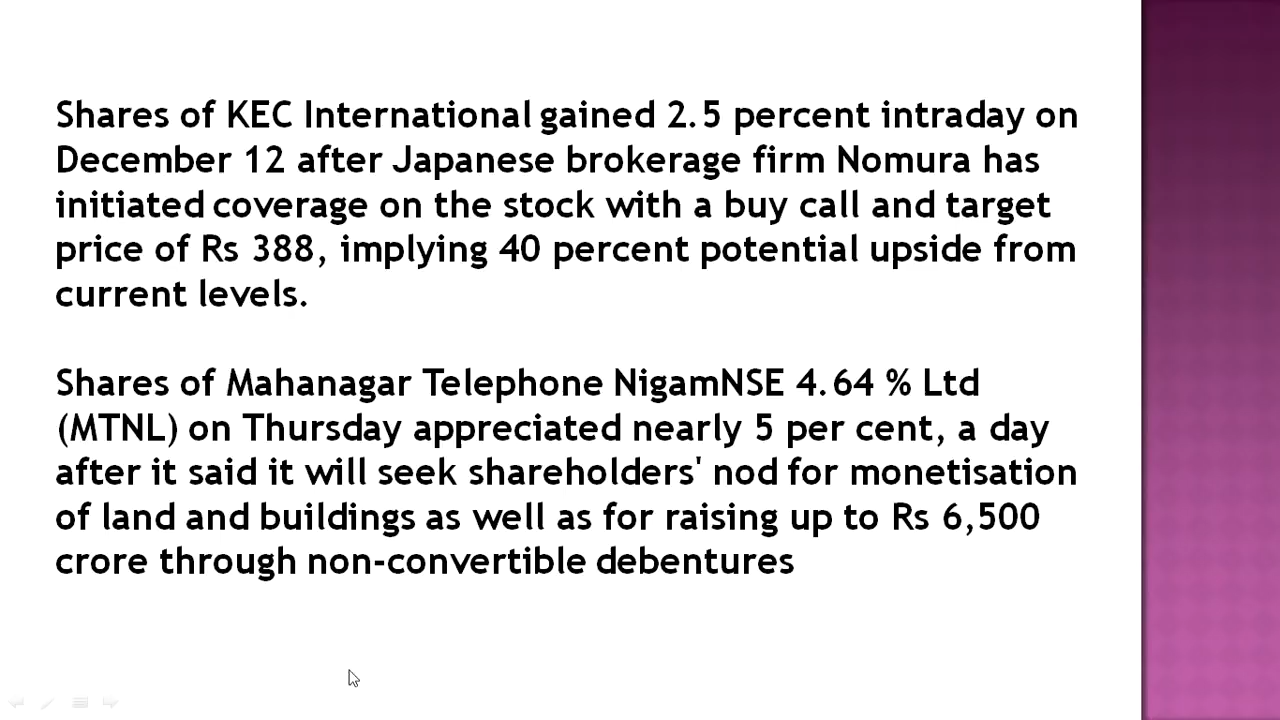 Shares of KEC International gained 2.5 percent intraday on
December 12 after Japanese brokerage firm Nomura has
initiated coverage on the stock with a buy call and target
price of Rs 388, implying 40 percent potential upside from
current levels.
Shares of Mahanagar Telephone NigamNSE 4.64 % Ltd
(MTNL) on Thursday appreciated nearly 5 per cent, a day
after it said it will seek shareholders' nod for monetisation
of land and buildings as well as for raising up to Rs 6,500
crore through non-convertible debentures